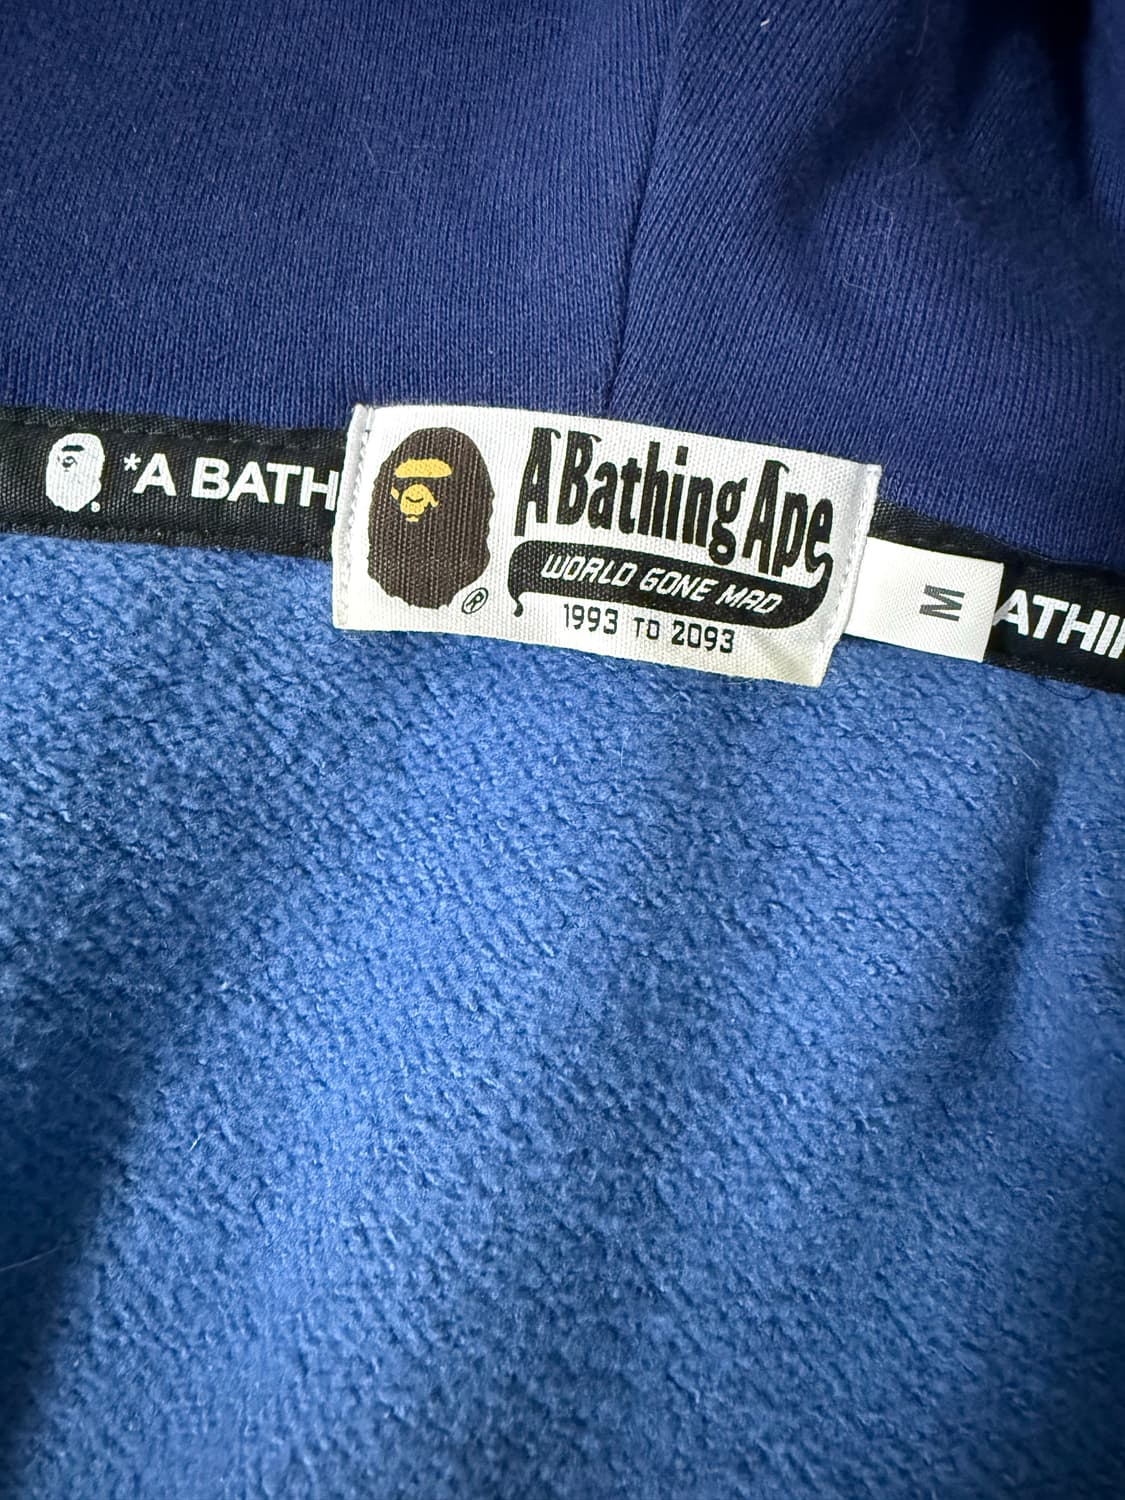 *A BATH
A Bathing Ape
®
WORLD GONE MAD
1993 TO 2093
M
ATHI